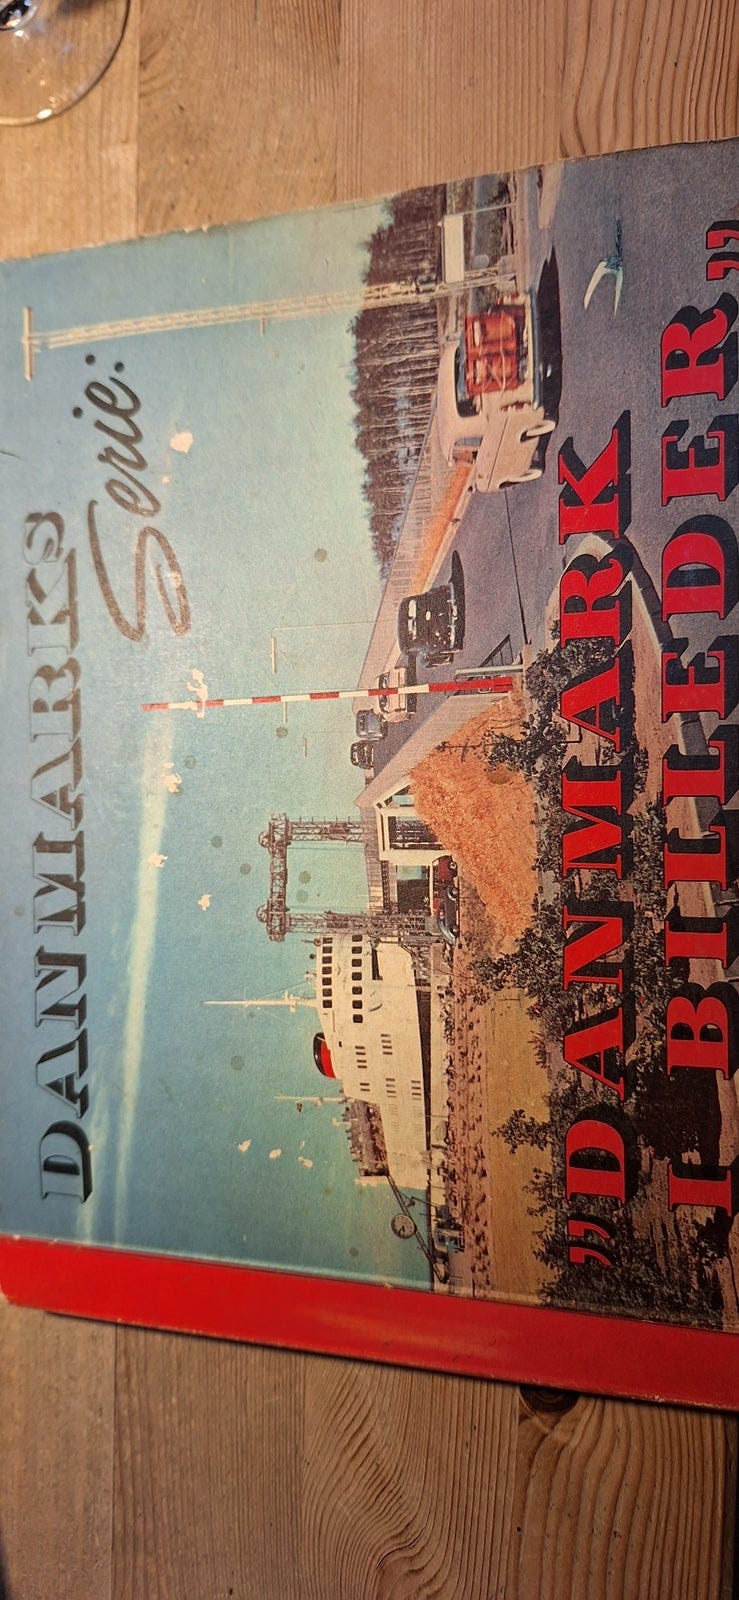 DANMARKS
Serie:
"DANMARK
I BILLEDER"